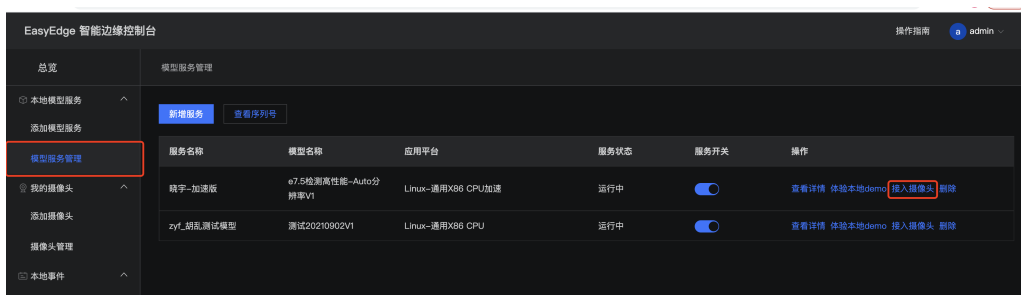 EasyEdge 智能边缘控制台
操作指南
a admin
总览
模型服务管理
本地模型服务
添加模型服务
模型服务管理
我的摄像头
添加摄像头
摄像头管理
本地事件
新增服务 查看序列号
服务名称 模型名称 应用平台 服务状态 服务开关 操作
晓宇-加速版 e7.5检测高性能-Auto分 Linux-通用X86 CPU加速 运行中 查看详情 体验本地demo 接入摄像头 删除
辨率V1
zyf_胡乱测试模型 测试20210902V1 Linux-通用X86 CPU 运行中 查看详情 体验本地demo 接入摄像头 删除